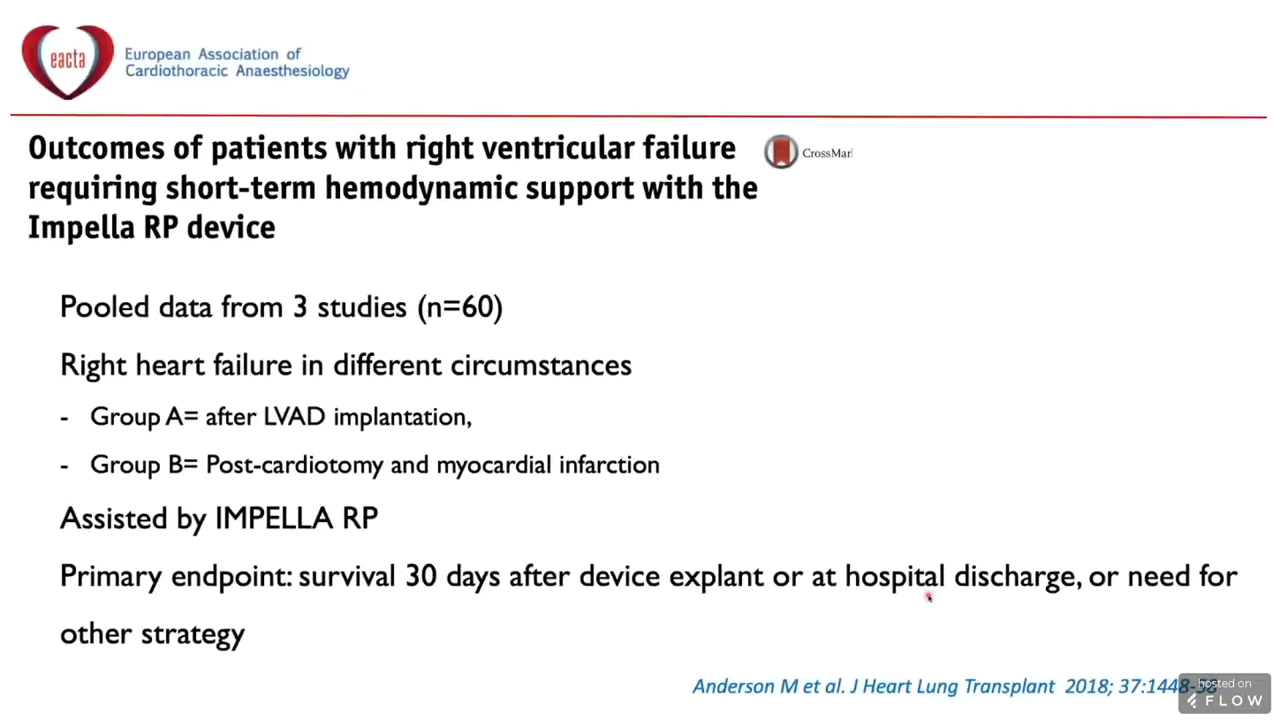 eacta
European Association of
Cardiothoracic Anaesthesiology
Outcomes of patients with right ventricular failure
requiring short-term hemodynamic support with the
Impella RP device
CrossMar
Pooled data from 3 studies (n=60)
Right heart failure in different circumstances
- Group A= after LVAD implantation,
- Group B= Post-cardiotomy and myocardial infarction
Assisted by IMPELLA RP
Primary endpoint: survival 30 days after device explant or at hospital discharge, or need for
other strategy
Anderson M et al. J Heart Lung Transplant 2018; 37:1448-58
hosted on
FLOW